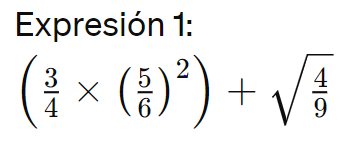 Expresión 1:
(3/4 × (5/6)²) + √(4/9)